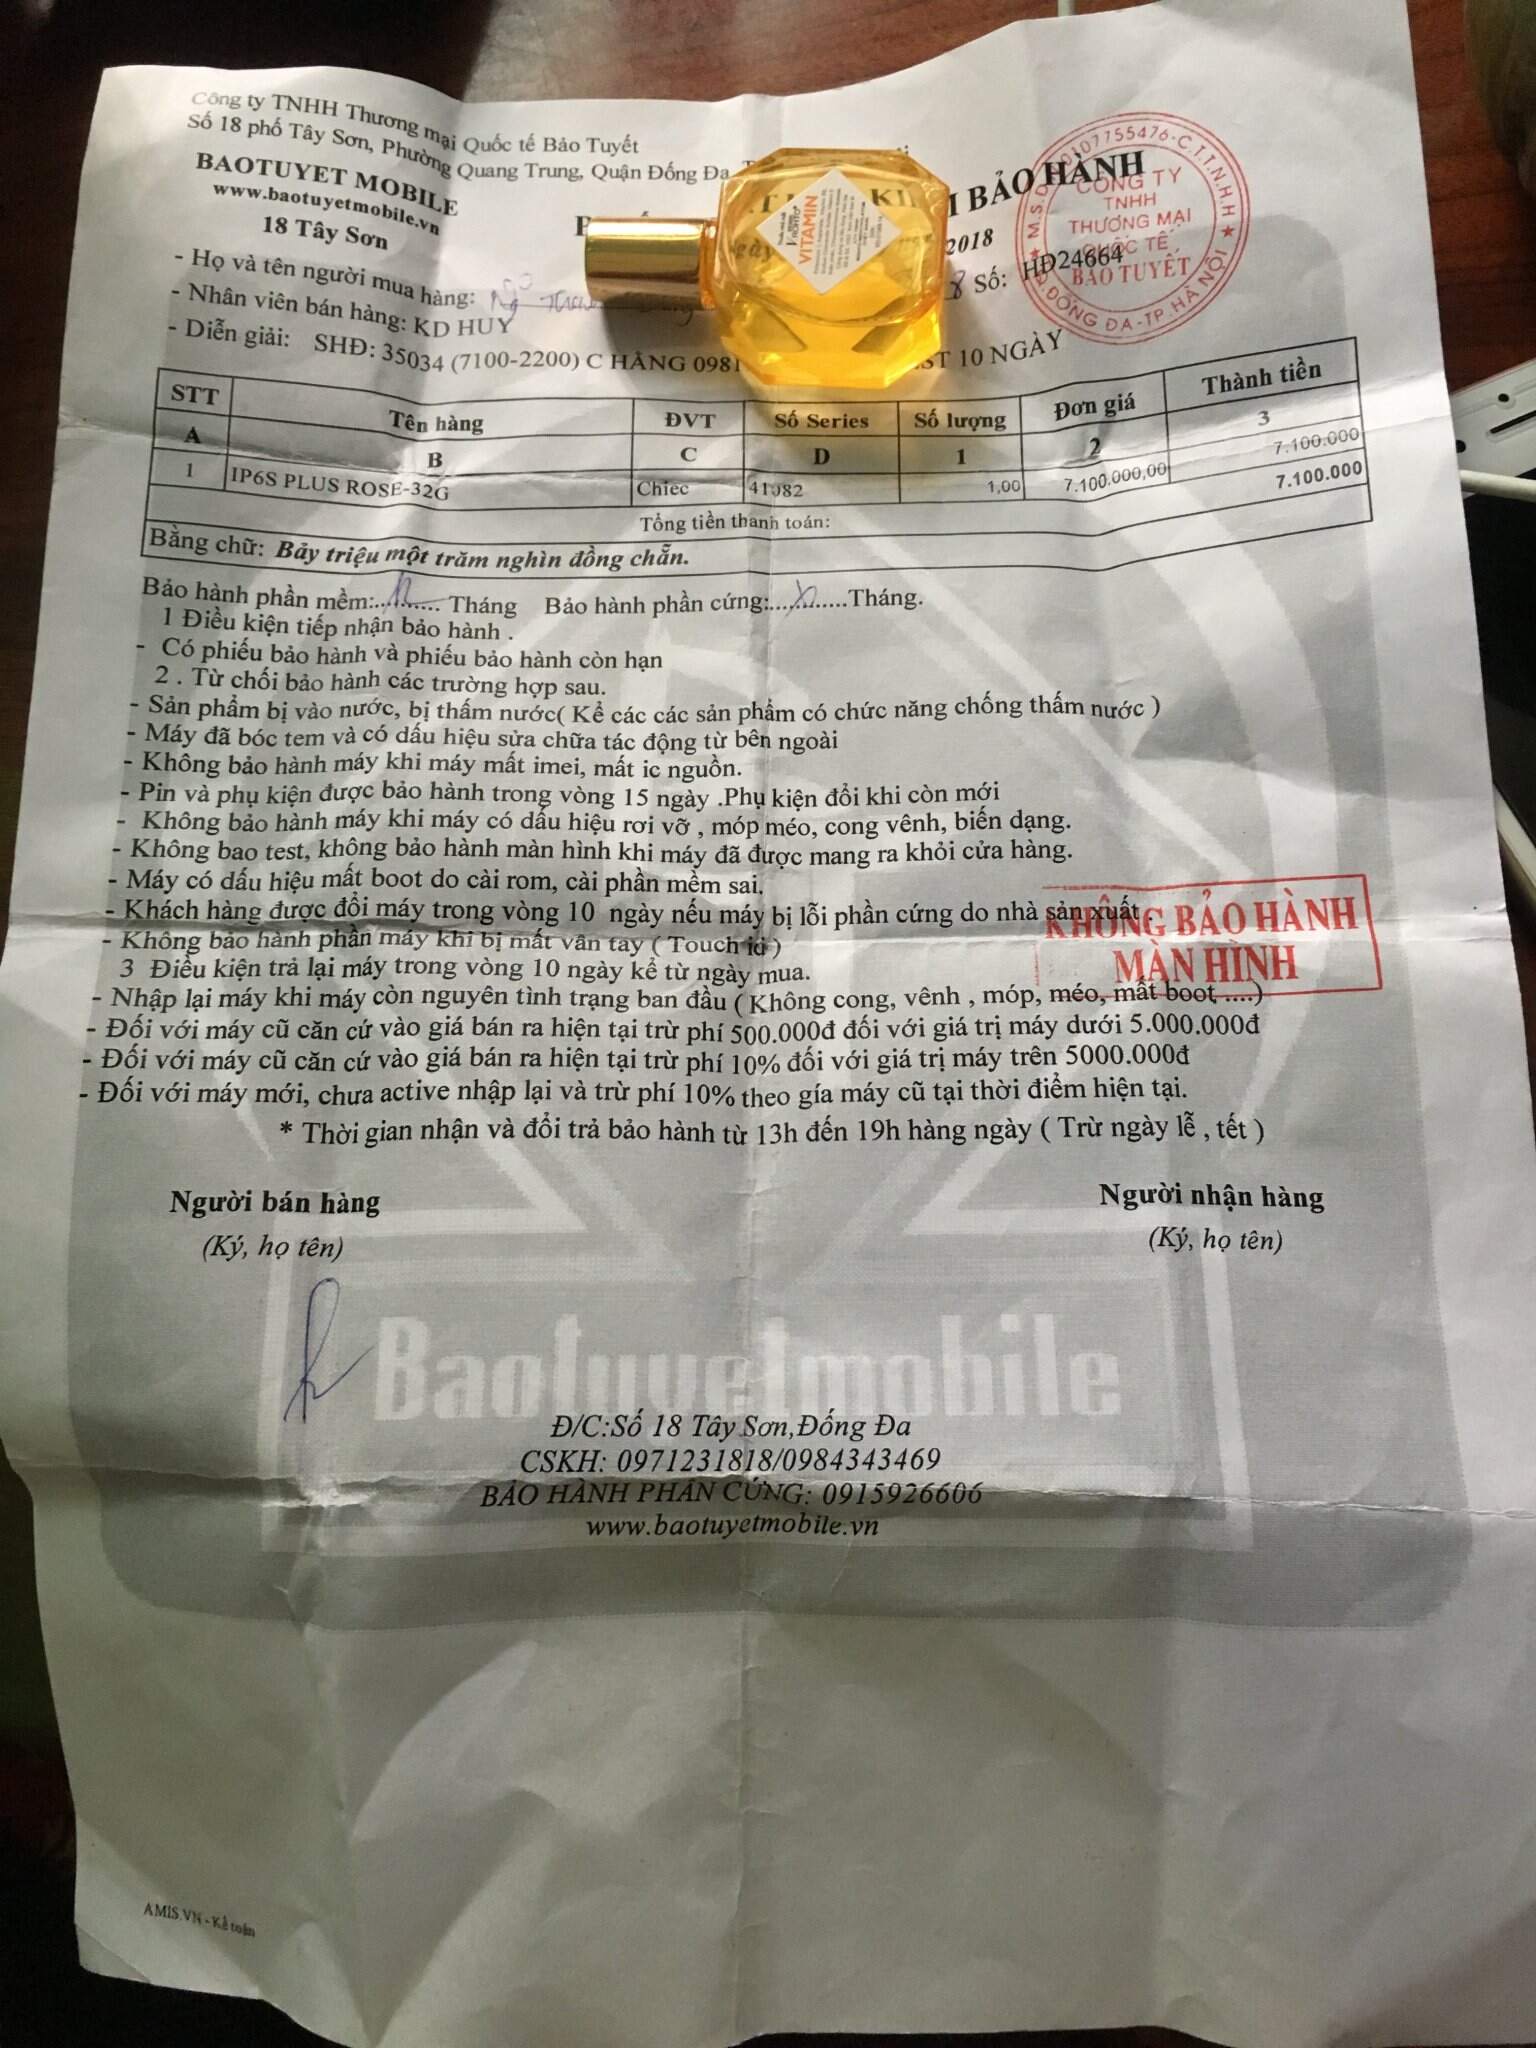 Công ty TNHH Thương mại Quốc tế Bảo Tuyết
Số 18 phố Tây Sơn, Phường Quang Trung, Quận Đống Đa
BAOTUYET MOBILE
www.baotuyetmobile.vn
18 Tây Sơn
BẢO HÀNH
2018
Số: HĐ24664
CÔNG TY
TNHH
THƯƠNG MẠI
QUỐC TẾ
BẢO TUYẾT
Q. ĐỐNG ĐA-TP.HÀ NỘI
VITAMIN
- Họ và tên người mua hàng:
- Nhân viên bán hàng: KD HUY
- Diễn giải: SHĐ: 35034 (7100-2200) C HẰNG 0981 10 NGÀY
STT Tên hàng ĐVT Số Series Số lượng Đơn giá Thành tiền
A B C D 1 2 3
1 IP6S PLUS ROSE-32G Chiec 41082 1,00 7.100.000,00 7.100.000
Tổng tiền thanh toán: 7.100.000
Bằng chữ: Bảy triệu một trăm nghìn đồng chẵn.
Bảo hành phần mềm:.......... Tháng Bảo hành phần cứng:............Tháng.
1 Điều kiện tiếp nhận bảo hành .
- Có phiếu bảo hành và phiếu bảo hành còn hạn
2 . Từ chối bảo hành các trường hợp sau.
- Sản phẩm bị vào nước, bị thấm nước( Kể các các sản phẩm có chức năng chống thấm nước )
- Máy đã bóc tem và có dấu hiệu sửa chữa tác động từ bên ngoài
- Không bảo hành máy khi máy mất imei, mất ic nguồn.
- Pin và phụ kiện được bảo hành trong vòng 15 ngày .Phụ kiện đổi khi còn mới
- Không bảo hành máy khi máy có dấu hiệu rơi vỡ , móp méo, cong vênh, biến dạng.
- Không bao test, không bảo hành màn hình khi máy đã được mang ra khỏi cửa hàng.
- Máy có dấu hiệu mất boot do cài rom, cài phần mềm sai.
- Khách hàng được đổi máy trong vòng 10 ngày nếu máy bị lỗi phần cứng do nhà sản xuất .
- Không bảo hành phần máy khi bị mất vân tay ( Touch id )
KHÔNG BẢO HÀNH
MÀN HÌNH
3 Điều kiện trả lại máy trong vòng 10 ngày kể từ ngày mua.
- Nhập lại máy khi máy còn nguyên tình trạng ban đầu ( Không cong, vênh , móp, méo, mất boot ....)
- Đối với máy cũ căn cứ vào giá bán ra hiện tại trừ phí 500.000đ đối với giá trị máy dưới 5.000.000đ
- Đối với máy cũ căn cứ vào giá bán ra hiện tại trừ phí 10% đối với giá trị máy trên 5000.000đ
- Đối với máy mới, chưa active nhập lại và trừ phí 10% theo gía máy cũ tại thời điểm hiện tại.
* Thời gian nhận và đổi trả bảo hành từ 13h đến 19h hàng ngày ( Trừ ngày lễ , tết )
Người bán hàng Người nhận hàng
(Ký, họ tên) (Ký, họ tên)
Baotuyetmobile
Đ/C:Số 18 Tây Sơn,Đống Đa
CSKH: 0971231818/0984343469
BẢO HÀNH PHẦN CỨNG: 0915926606
www.baotuyetmobile.vn
AMIS.VN - Kế toán